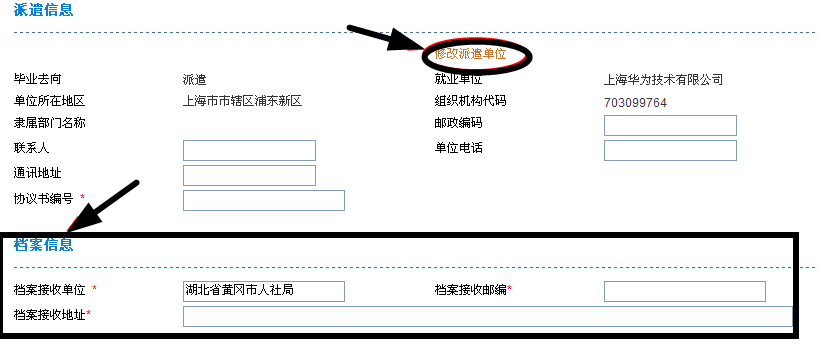 派遣信息
修改派遣单位
毕业去向 派遣 就业单位 上海华为技术有限公司
单位所在地区 上海市市辖区浦东新区 组织机构代码 703099764
隶属部门名称 邮政编码
联系人 单位电话
通讯地址
协议书编号 *
档案信息
档案接收单位 * 湖北省黄冈市人社局 档案接收邮编*
档案接收地址*